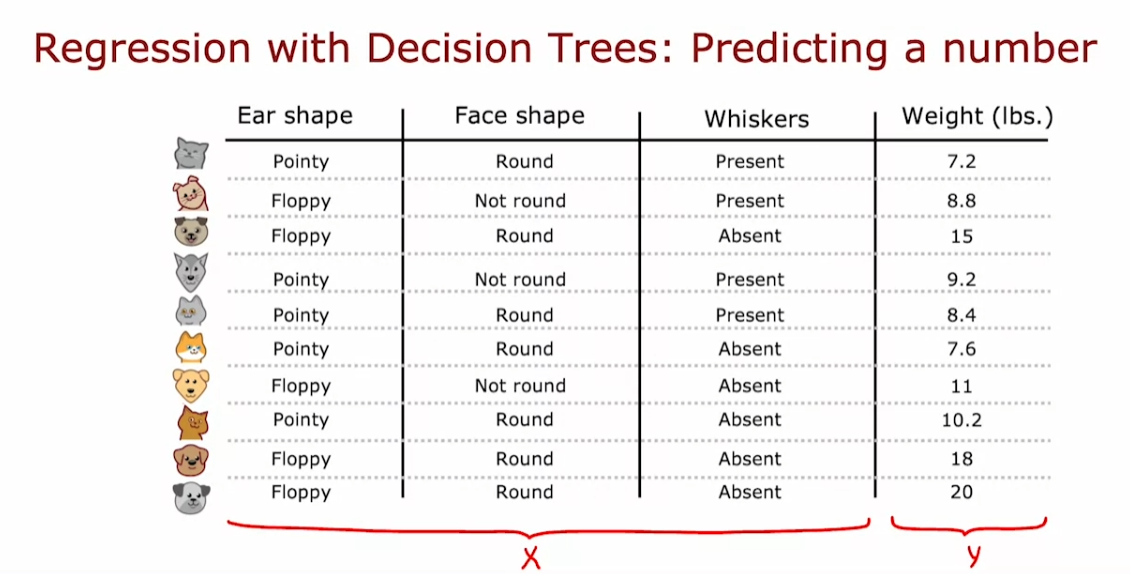 Regression with Decision Trees: Predicting a number
Ear shape Face shape Whiskers Weight (lbs.)
Pointy Round Present 7.2
Floppy Not round Present 8.8
Floppy Round Absent 15
Pointy Not round Present 9.2
Pointy Round Present 8.4
Pointy Round Absent 7.6
Floppy Not round Absent 11
Pointy Round Absent 10.2
Floppy Round Absent 18
Floppy Round Absent 20
X y